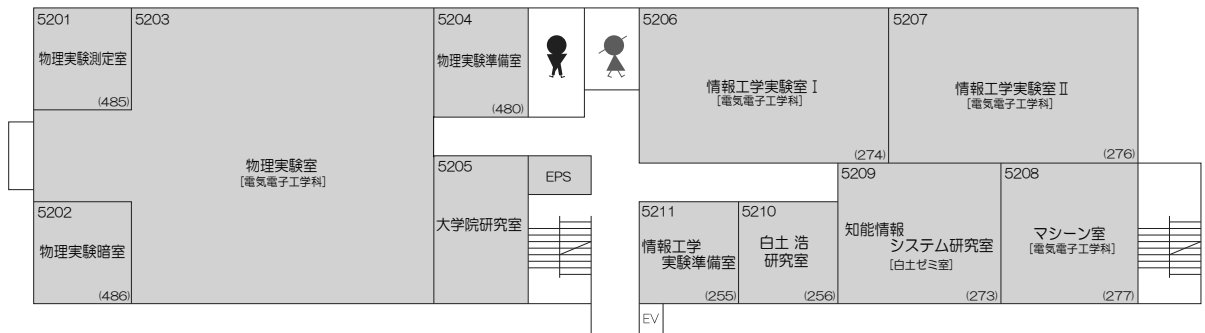 5201
物理実験測定室
(485)
5203
物理実験室
[電気電子工学科]
5204
物理実験準備室
(480)
5206
情報工学実験室Ⅰ
[電気電子工学科]
(274)
5207
情報工学実験室Ⅱ
[電気電子工学科]
(276)
5202
物理実験暗室
(486)
5205
大学院研究室
EPS
5211
情報工学
実験準備室
(255)
5210
白土 浩
研究室
(256)
5209
知能情報
システム研究室
[白土ゼミ室]
(273)
5208
マシーン室
[電気電子工学科]
(277)
EV